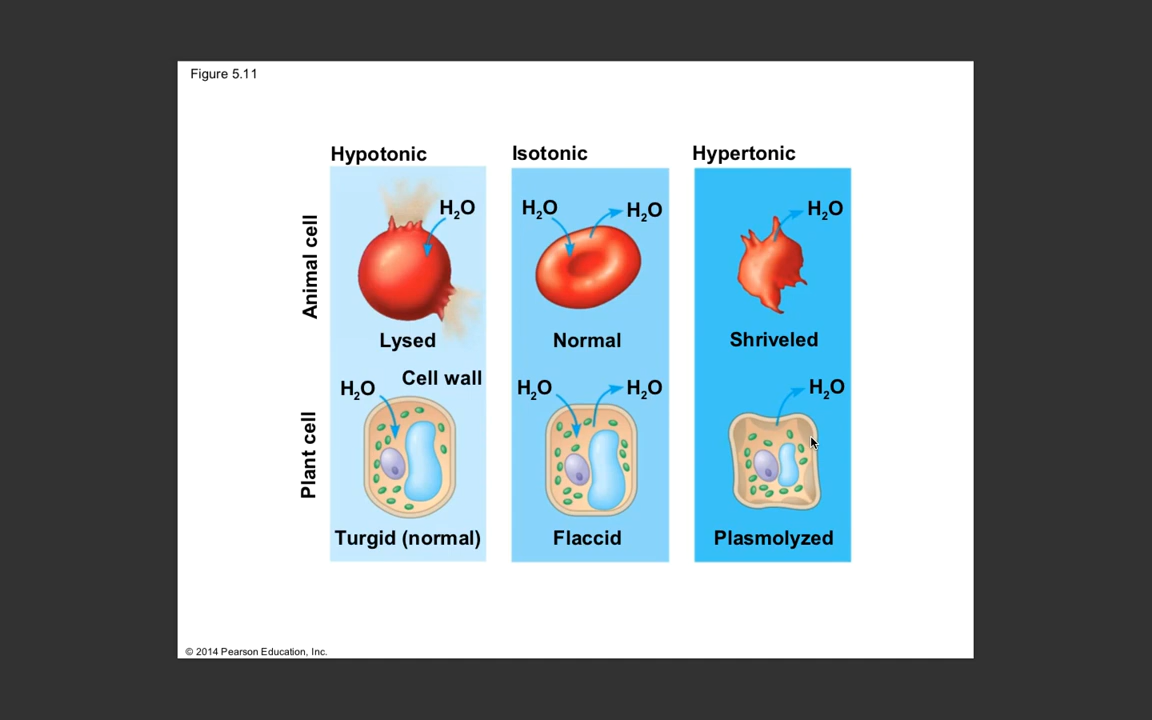 Figure 5.11
Hypotonic
Isotonic
Hypertonic
Animal cell
H₂O
H₂O
H₂O
H₂O
Lysed
Normal
Shriveled
Plant cell
H₂O
Cell wall
H₂O
H₂O
H₂O
Turgid (normal)
Flaccid
Plasmolyzed
© 2014 Pearson Education, Inc.